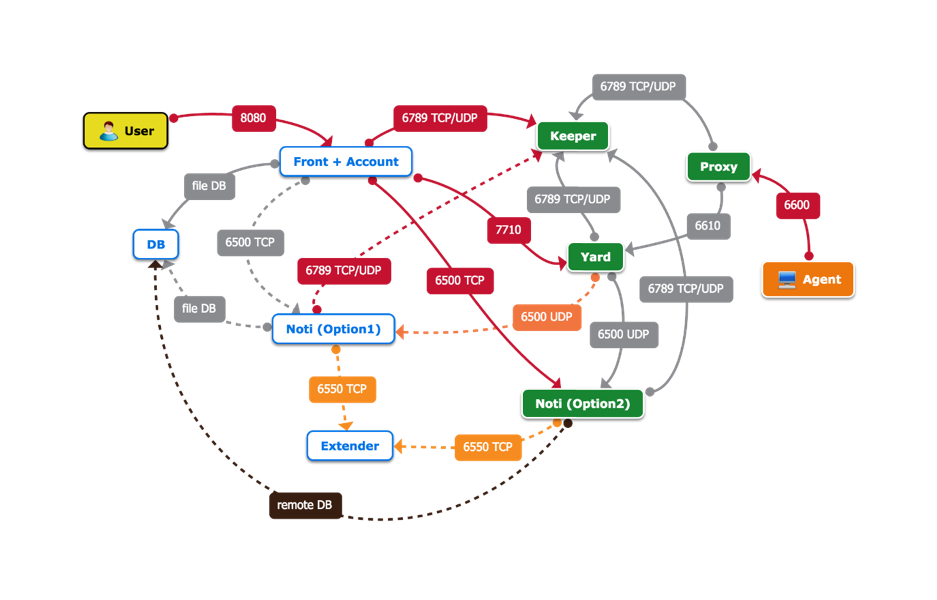 6789 TCP/UDP
User
8080
6789 TCP/UDP
Keeper
Front + Account
Proxy
file DB
6789 TCP/UDP
6600
6500 TCP
7710
6610
DB
Yard
6789 TCP/UDP
6500 TCP
Agent
6789 TCP/UDP
file DB
6500 UDP
Noti (Option1)
6500 UDP
6550 TCP
Noti (Option2)
Extender
6550 TCP
remote DB